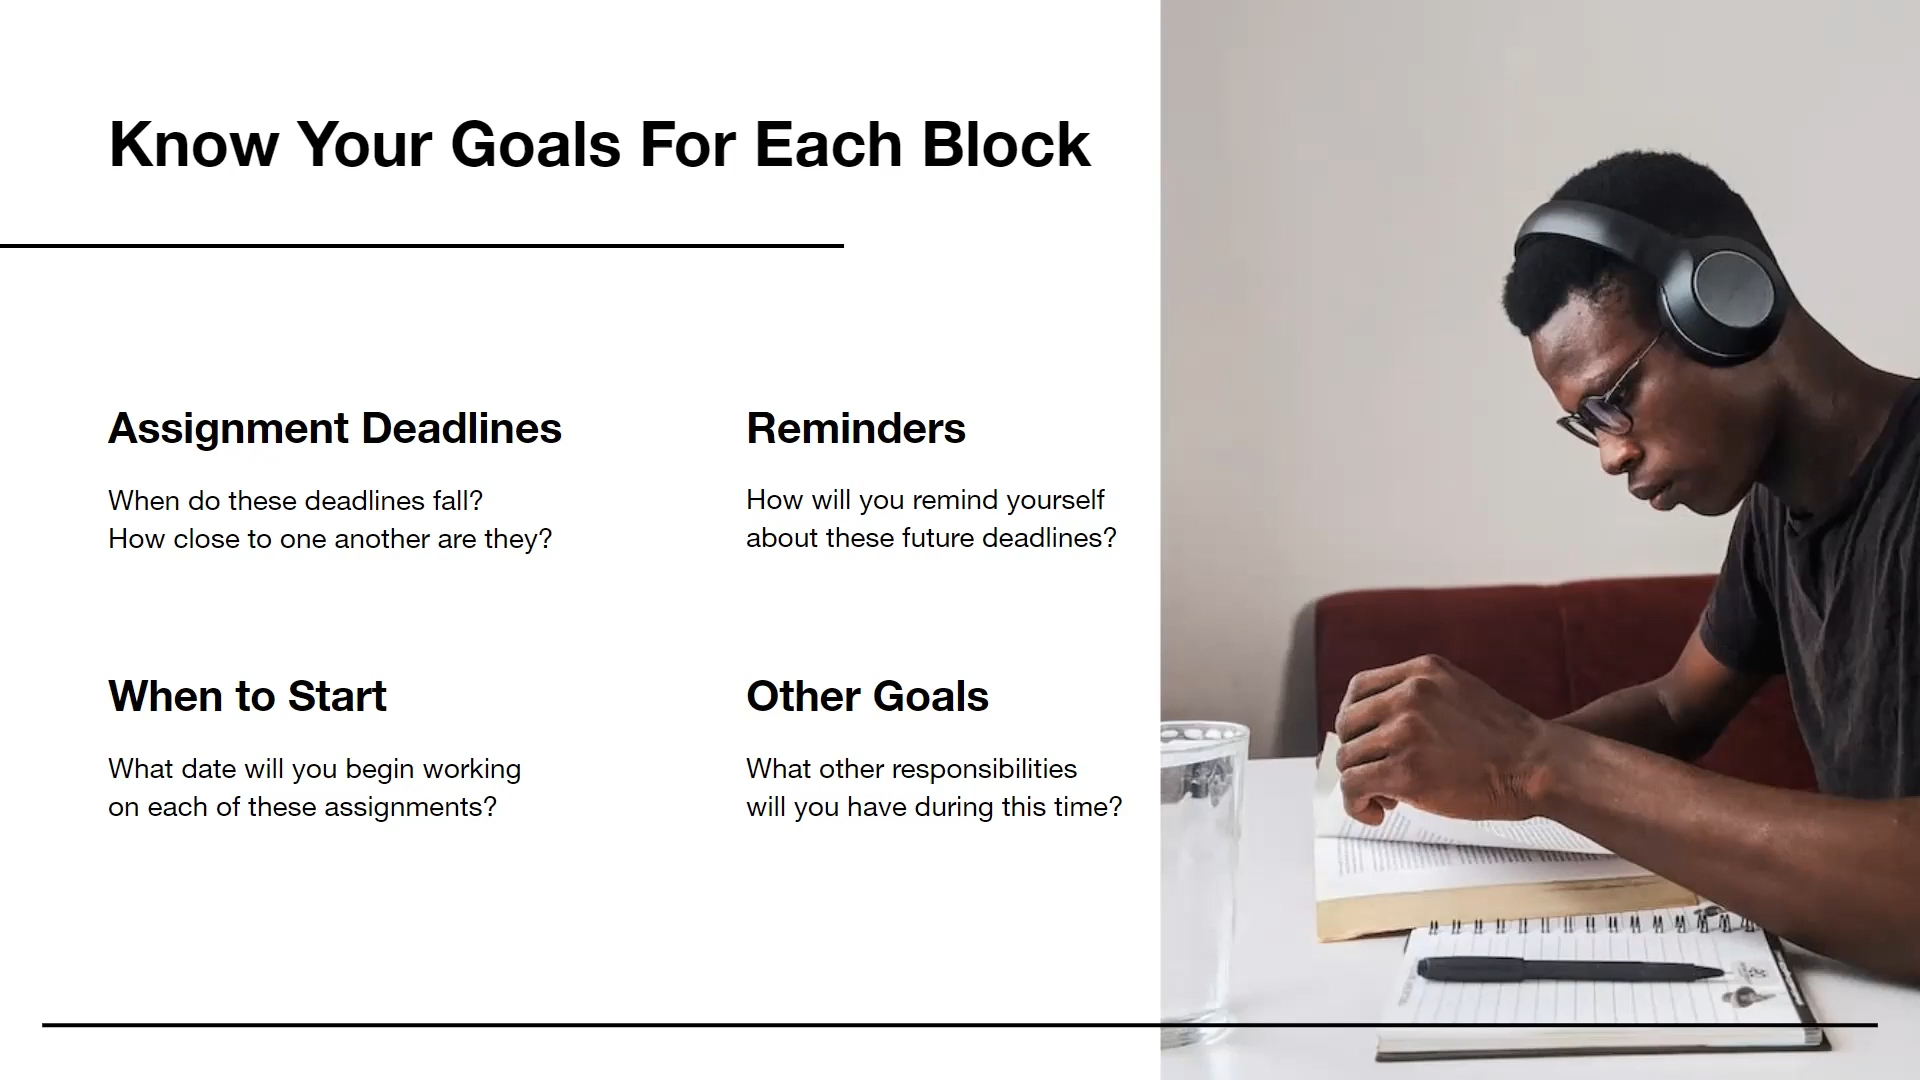 Know Your Goals For Each Block
Assignment Deadlines
When do these deadlines fall?
How close to one another are they?
Reminders
How will you remind yourself
about these future deadlines?
When to Start
What date will you begin working
on each of these assignments?
Other Goals
What other responsibilities
will you have during this time?